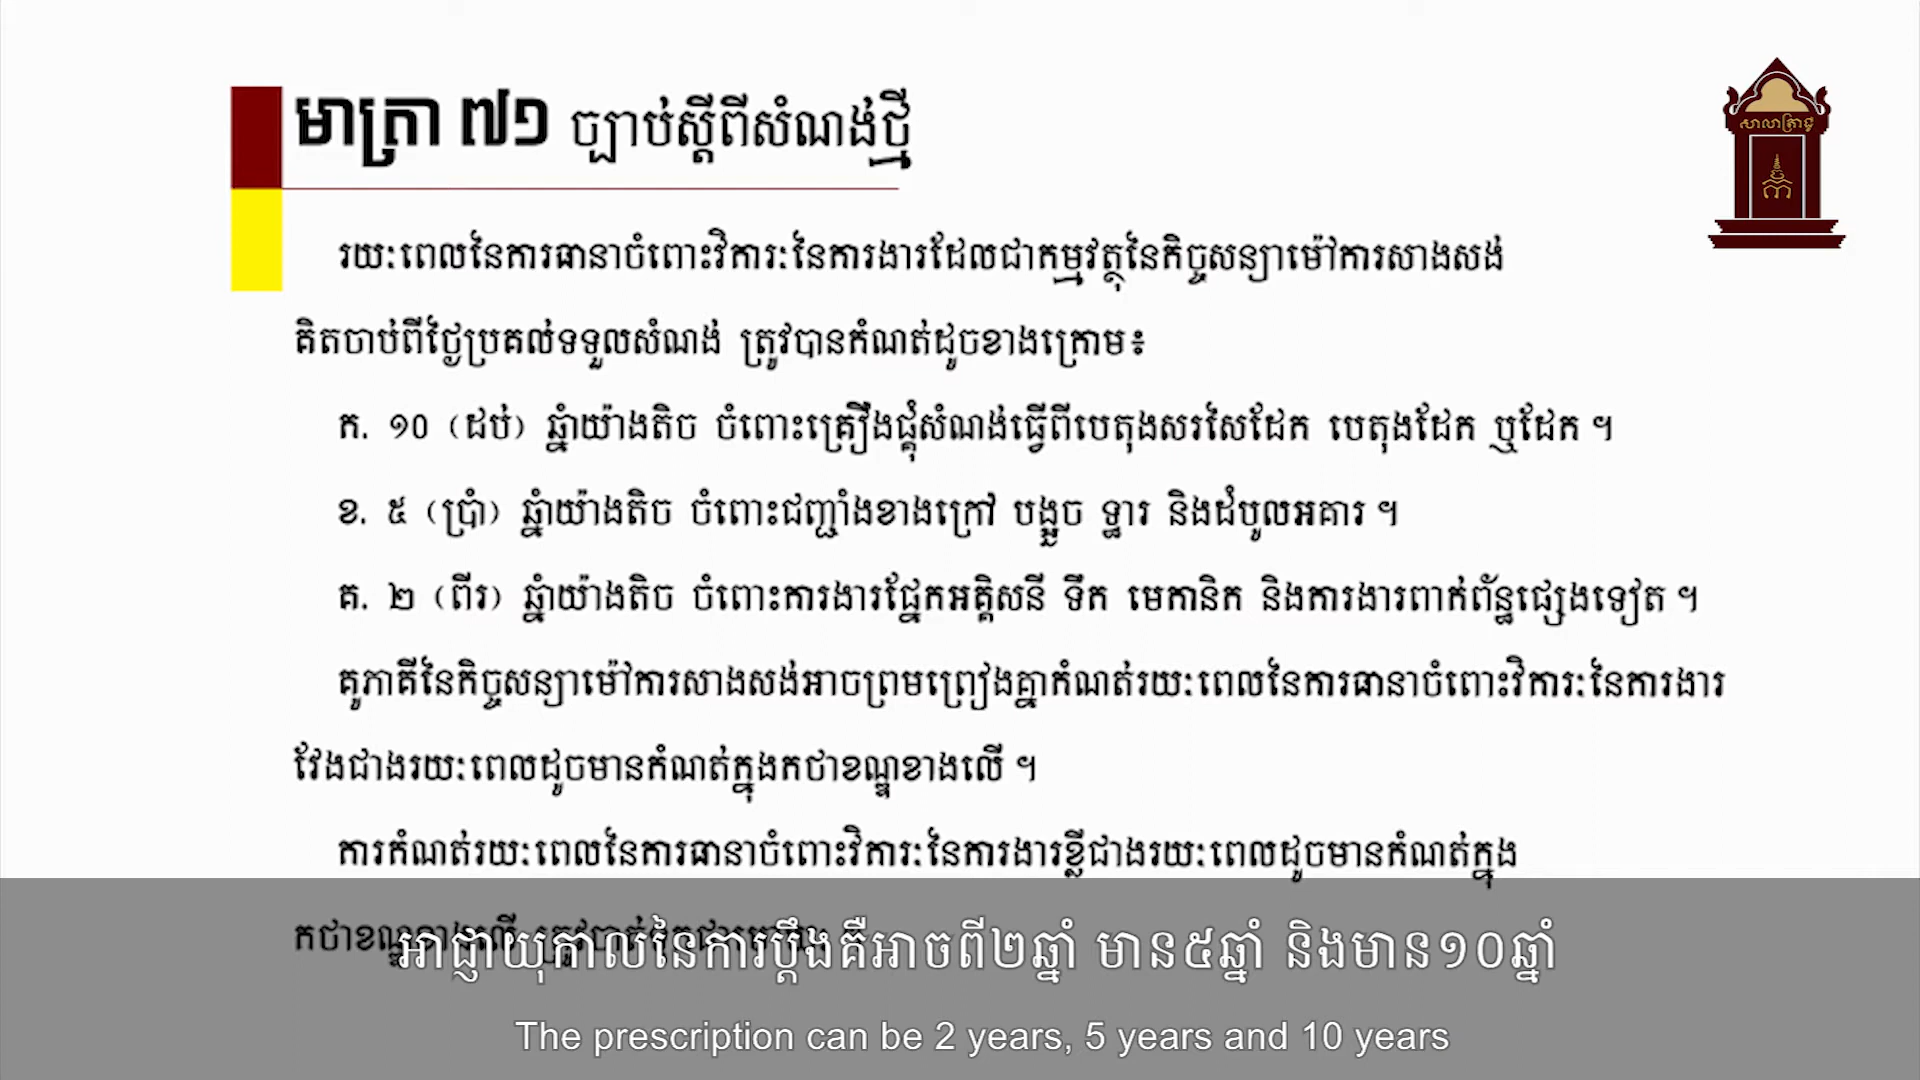 មាត្រា ៧១ ច្បាប់ស្តីពីសំណង់ថ្មី
សាលាត្រាជូ
រយៈពេលនៃការធានាចំពោះវិការៈនៃការងារដែលជាកម្មវត្ថុនៃកិច្ចសន្យាម៉ៅការសាងសង់
គិតចាប់ពីថ្ងៃប្រគល់ទទួលសំណង់ ត្រូវបានកំណត់ដូចខាងក្រោម៖
ក. ១០ (ដប់) ឆ្នាំយ៉ាងតិច ចំពោះគ្រឿងផ្គុំសំណង់ធ្វើពីបេតុងសរសៃដែក បេតុងដែក ឬដែក ។
ខ. ៥ (ប្រាំ) ឆ្នាំយ៉ាងតិច ចំពោះជញ្ជាំងខាងក្រៅ បង្អួច ទ្វារ និងដំបូលអគារ ។
គ. ២ (ពីរ) ឆ្នាំយ៉ាងតិច ចំពោះការងារផ្នែកអគ្គិសនី ទឹក មេកានិក និងការងារពាក់ព័ន្ធផ្សេងទៀត ។
គូភាគីនៃកិច្ចសន្យាម៉ៅការសាងសង់អាចព្រមព្រៀងគ្នាកំណត់រយៈពេលនៃការធានាចំពោះវិការៈនៃការងារ
វែងជាងរយៈពេលដូចមានកំណត់ក្នុងកថាខណ្ឌខាងលើ ។
ការកំណត់រយៈពេលនៃការធានាចំពោះវិការៈនៃការងារខ្លីជាងរយៈពេលដូចមានកំណត់ក្នុង
កថាខណ្ឌខាងលើ
អាជ្ញាយុកាលនៃការប្តឹងគឺអាចពី២ឆ្នាំ មាន៥ឆ្នាំ និងមាន១០ឆ្នាំ
The prescription can be 2 years, 5 years and 10 years